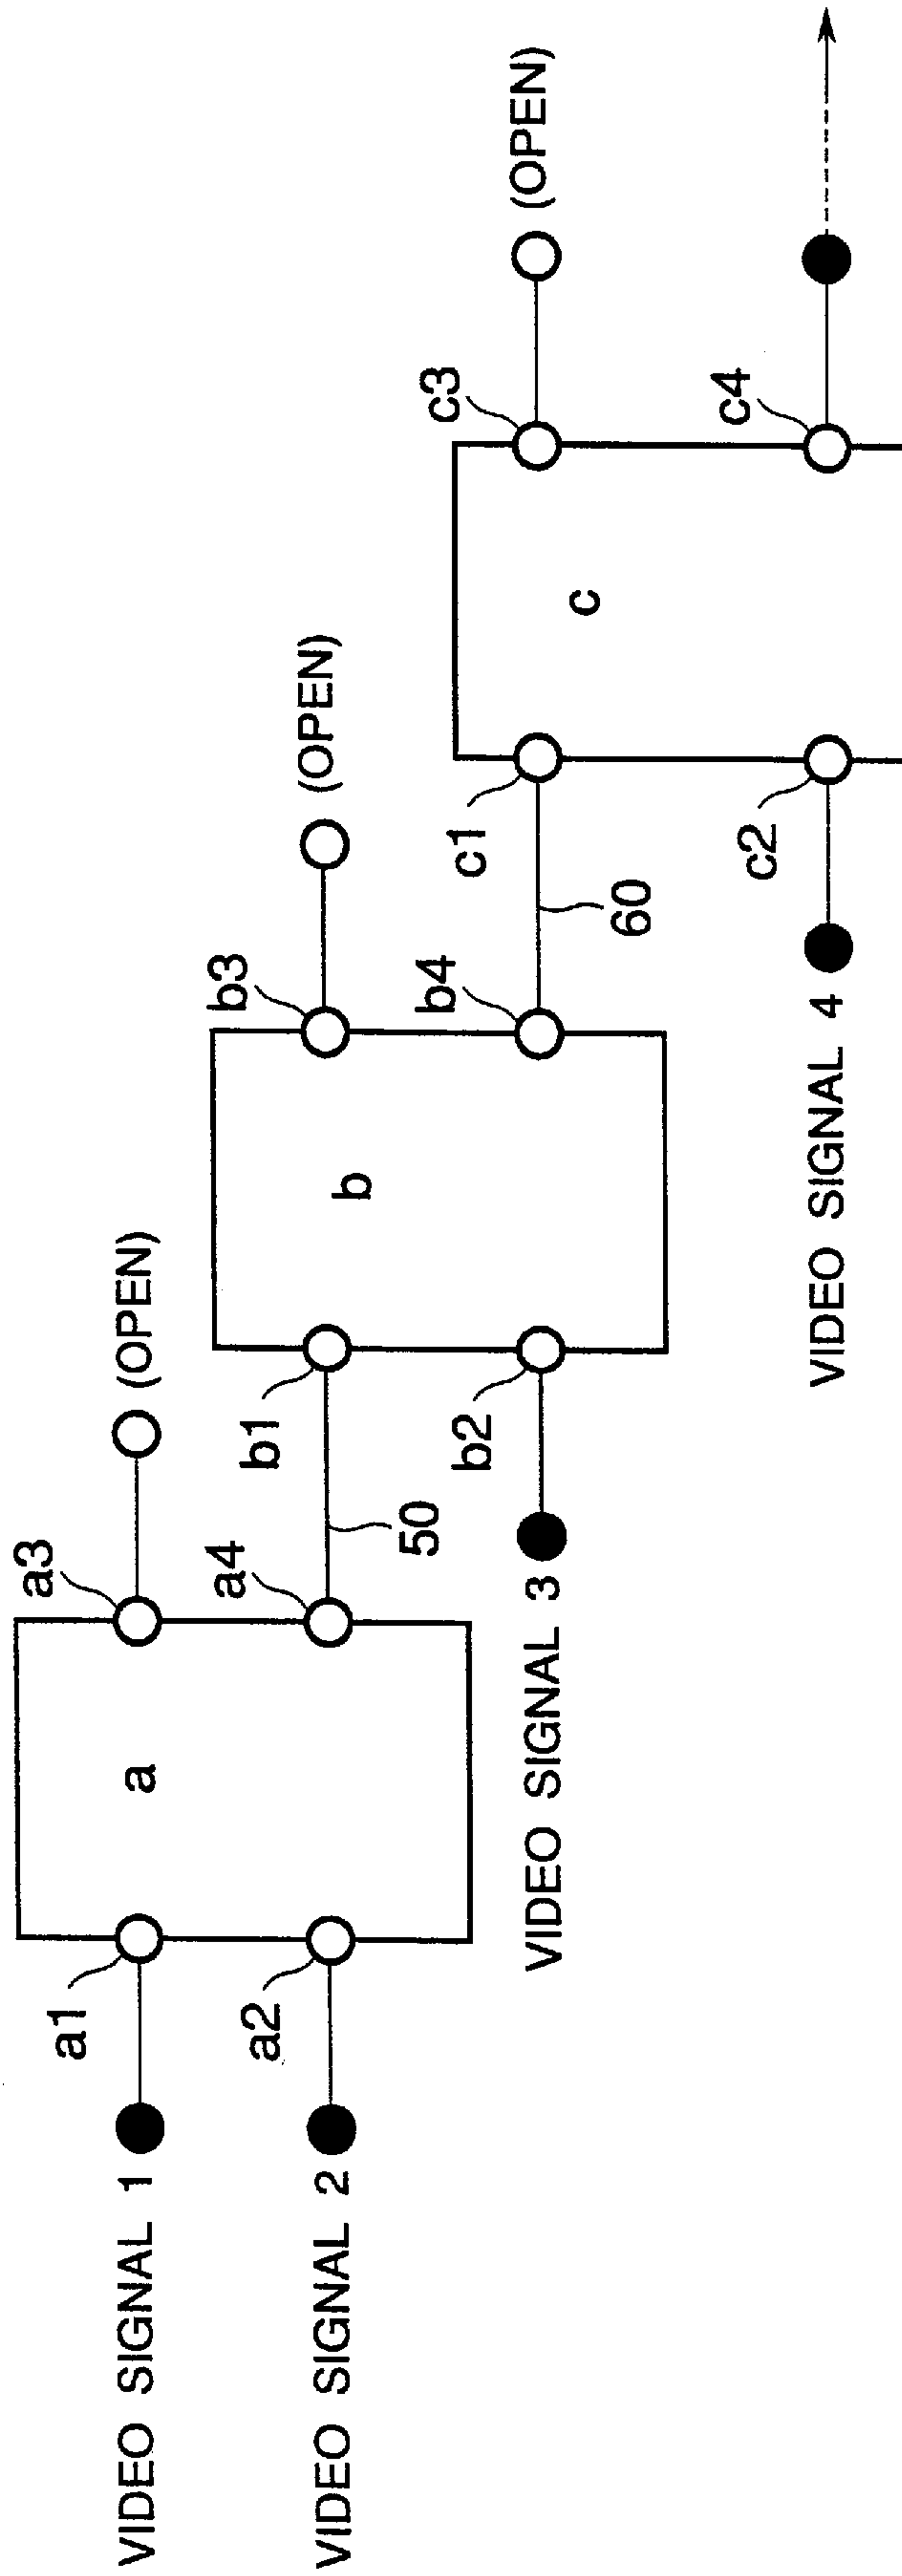 VIDEO SIGNAL 1
a1
a
a3
(OPEN)
VIDEO SIGNAL 2
a2
a4
50
b1
b
b3
(OPEN)
VIDEO SIGNAL 3
b2
b4
60
c1
c
c3
(OPEN)
VIDEO SIGNAL 4
c2
c4